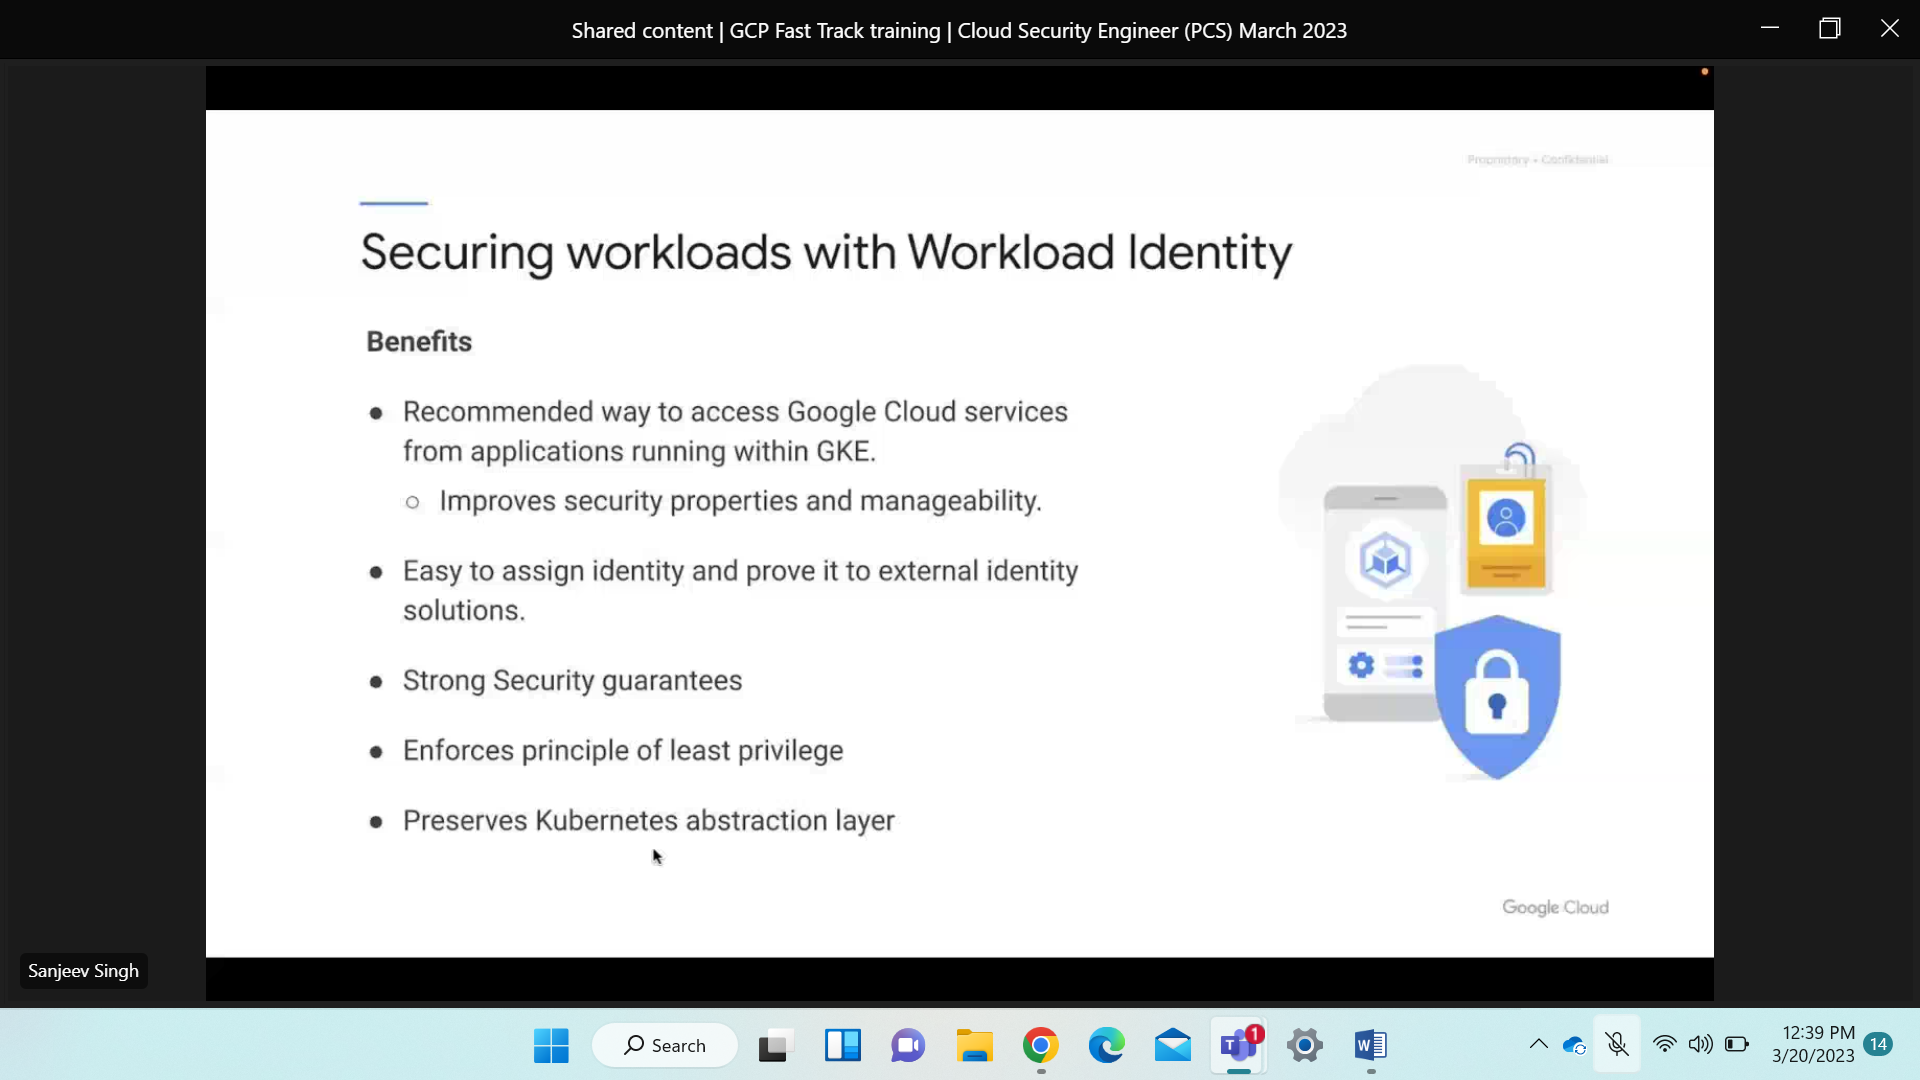 Shared content | GCP Fast Track training | Cloud Security Engineer (PCS) March 2023
Proprietary • Confidential
Securing workloads with Workload Identity
Benefits
● Recommended way to access Google Cloud services
from applications running within GKE.
○ Improves security properties and manageability.
● Easy to assign identity and prove it to external identity
solutions.
● Strong Security guarantees
● Enforces principle of least privilege
● Preserves Kubernetes abstraction layer
Google Cloud
Sanjeev Singh
Search
1
12:39 PM
3/20/2023
14